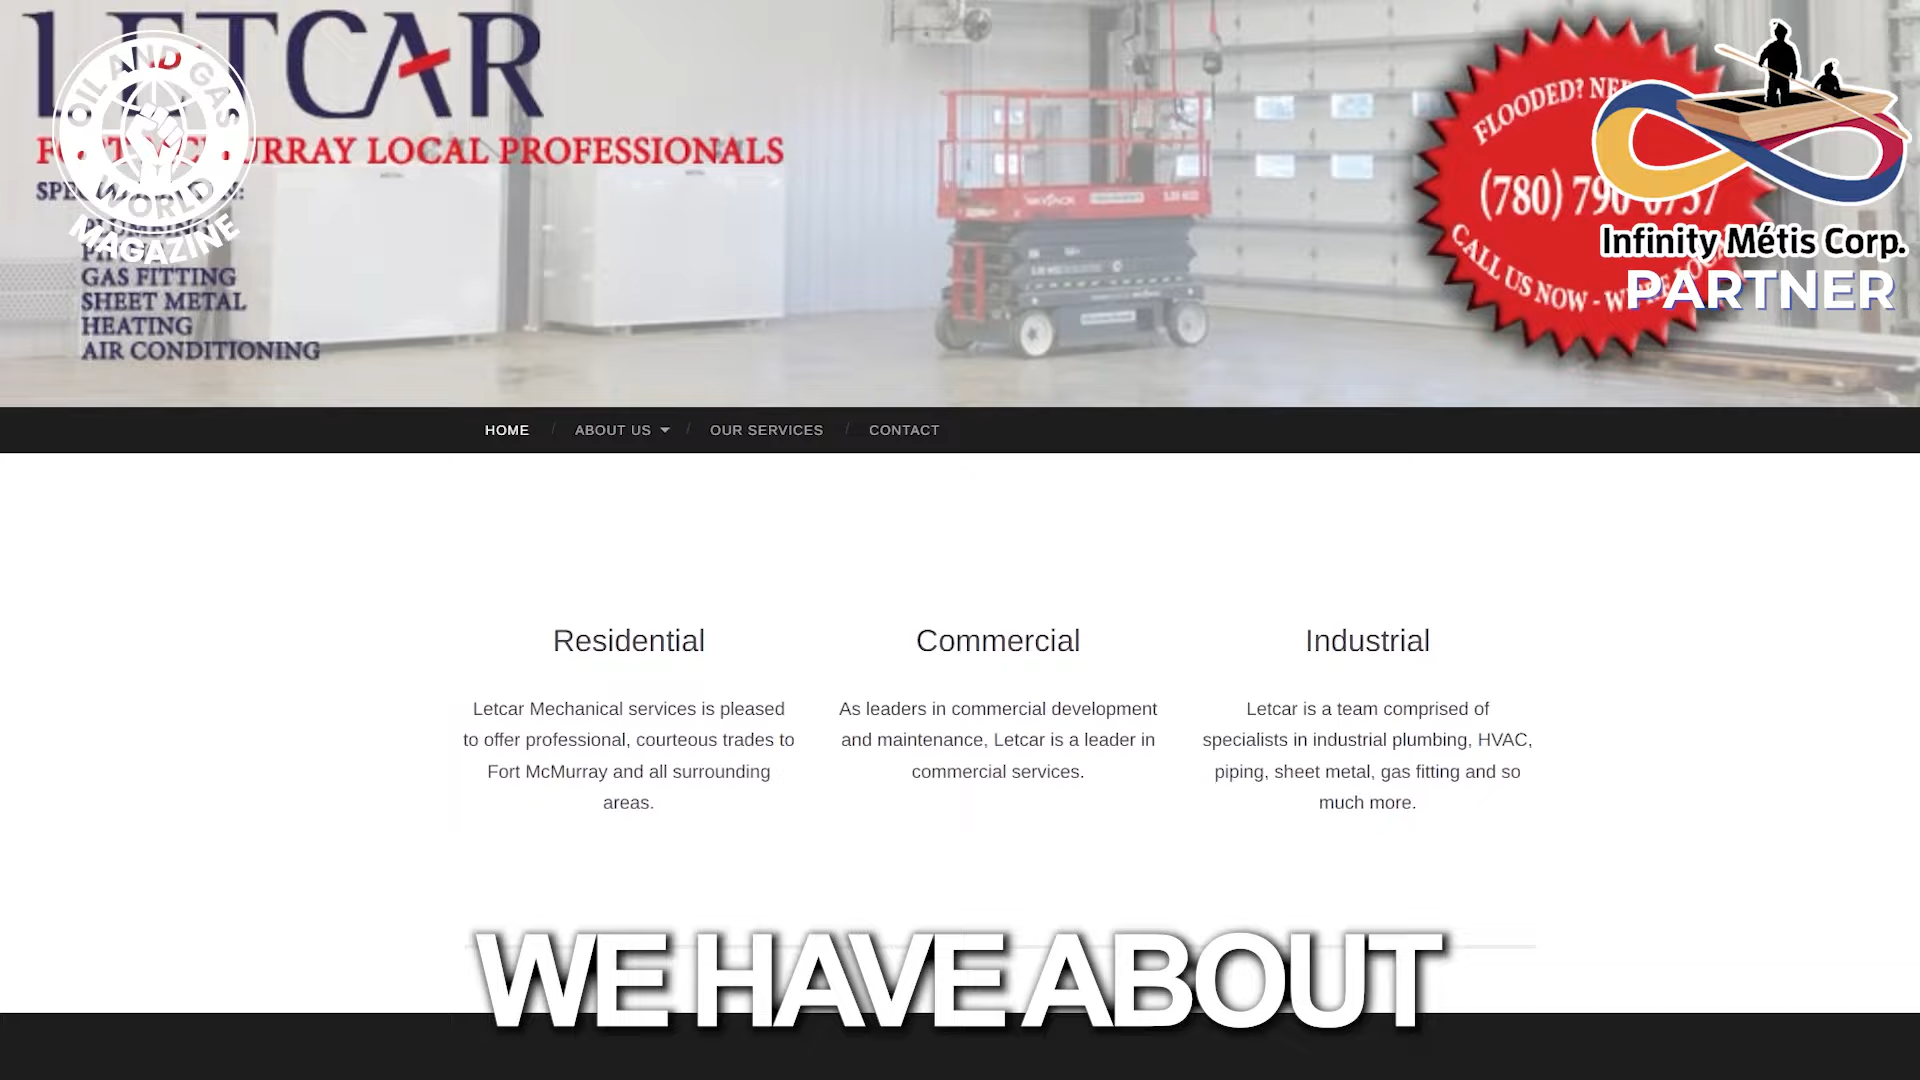 LETCAR
OIL AND GAS
WORLD
MAGAZINE
MURRAY LOCAL PROFESSIONALS
GAS FITTING
SHEET METAL
HEATING
AIR CONDITIONING
FLOODED?
(780) 790
CALL US NOW -
Infinity Métis Corp.
PARTNER
HOME / ABOUT US / OUR SERVICES / CONTACT
Residential
Letcar Mechanical services is pleased
to offer professional, courteous trades to
Fort McMurray and all surrounding
areas.
Commercial
As leaders in commercial development
and maintenance, Letcar is a leader in
commercial services.
Industrial
Letcar is a team comprised of
specialists in industrial plumbing, HVAC,
piping, sheet metal, gas fitting and so
much more.
WE HAVE ABOUT